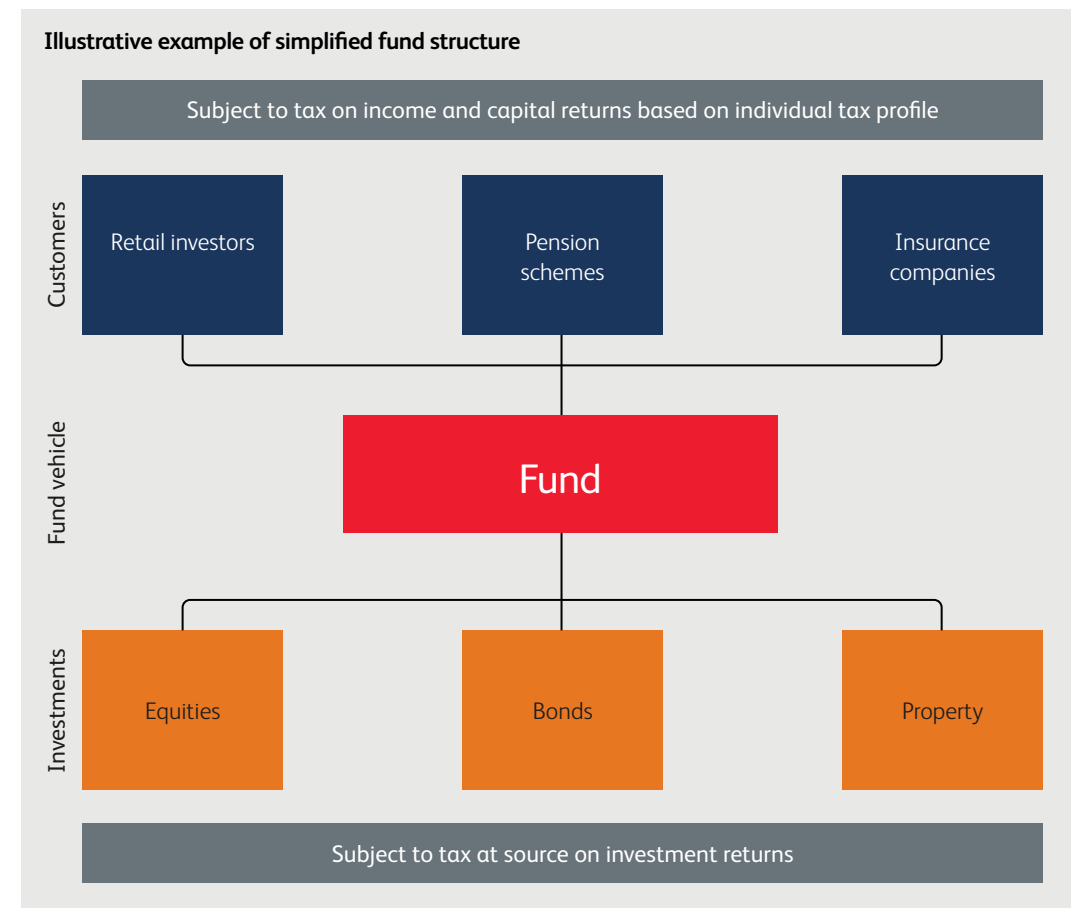 Illustrative example of simplified fund structure
Subject to tax on income and capital returns based on individual tax profile
Customers
Retail investors
Pension
schemes
Insurance
companies
Fund vehicle
Fund
Investments
Equities
Bonds
Property
Subject to tax at source on investment returns